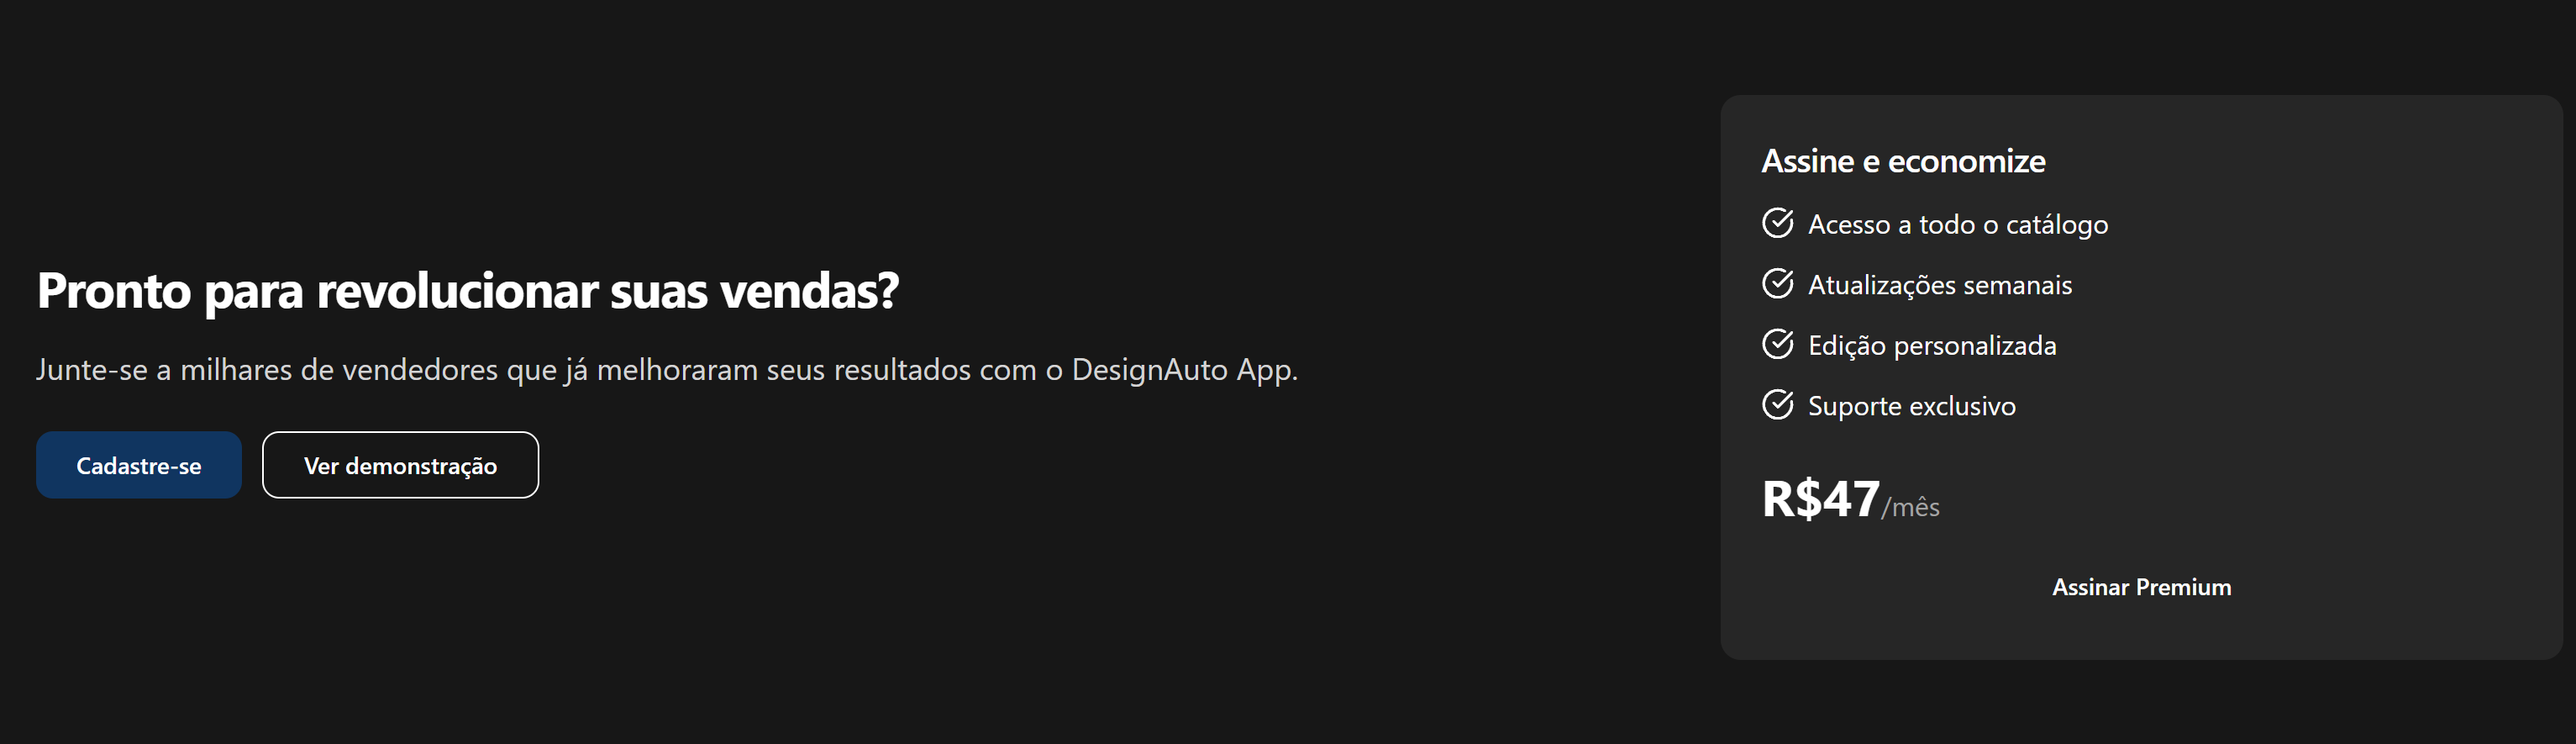 Pronto para revolucionar suas vendas?
Junte-se a milhares de vendedores que já melhoraram seus resultados com o DesignAuto App.
Cadastre-se
Ver demonstração
Assine e economize
Acesso a todo o catálogo
Atualizações semanais
Edição personalizada
Suporte exclusivo
R$47/mês
Assinar Premium